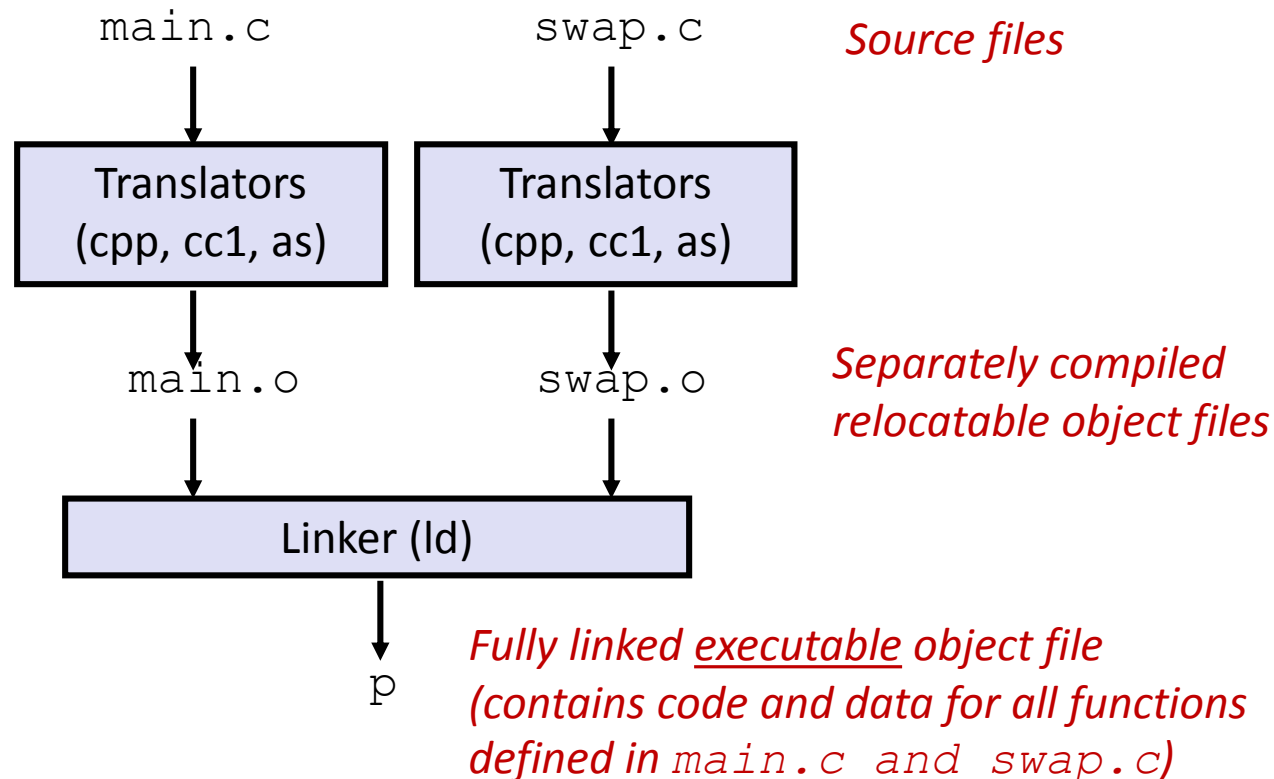 main.c swap.c Source files
Translators Translators
(cpp, cc1, as) (cpp, cc1, as)
main.o swap.o Separately compiled
relocatable object files
Linker (ld)
Fully linked executable object file
p (contains code and data for all functions
defined in main.c and swap.c)